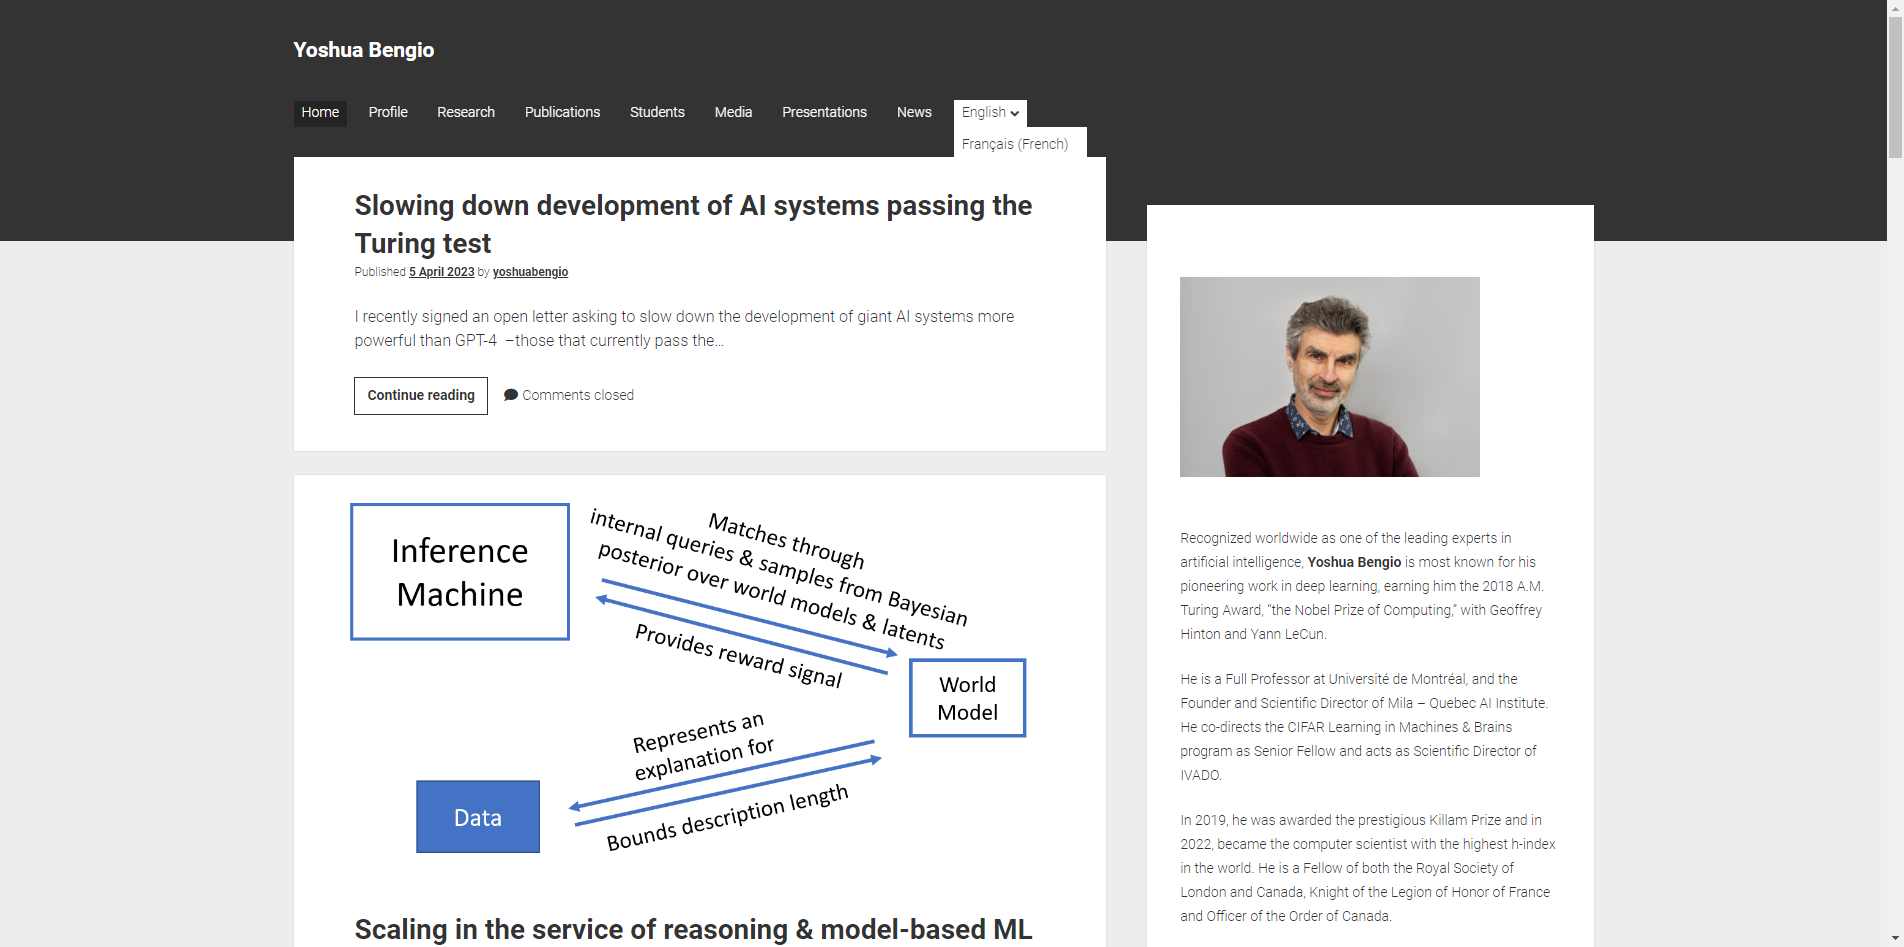 Yoshua Bengio
Home Profile Research Publications Students Media Presentations News English
Français (French)
Slowing down development of AI systems passing the
Turing test
Published 5 April 2023 by yoshuabengio
I recently signed an open letter asking to slow down the development of giant AI systems more
powerful than GPT-4 –those that currently pass the…
Continue reading Comments closed
Inference
Machine
Matches through
internal queries & samples from Bayesian
posterior over world models & latents
Provides reward signal
World
Model
Represents an
explanation for
Bounds description length
Data
Scaling in the service of reasoning & model-based ML
Recognized worldwide as one of the leading experts in
artificial intelligence, Yoshua Bengio is most known for his
pioneering work in deep learning, earning him the 2018 A.M.
Turing Award, “the Nobel Prize of Computing,” with Geoffrey
Hinton and Yann LeCun.
He is a Full Professor at Université de Montréal, and the
Founder and Scientific Director of Mila – Quebec AI Institute.
He co-directs the CIFAR Learning in Machines & Brains
program as Senior Fellow and acts as Scientific Director of
IVADO.
In 2019, he was awarded the prestigious Killam Prize and in
2022, became the computer scientist with the highest h-index
in the world. He is a Fellow of both the Royal Society of
London and Canada, Knight of the Legion of Honor of France
and Officer of the Order of Canada.